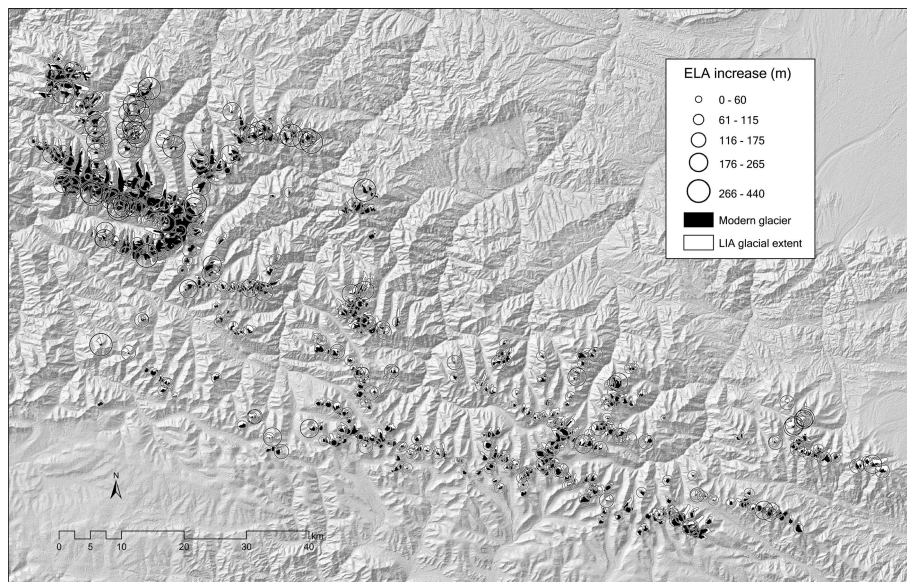 ELA increase (m)
0 - 60
61 - 115
116 - 175
176 - 265
266 - 440
Modern glacier
LIA glacial extent
N
km
0 5 10 20 30 40